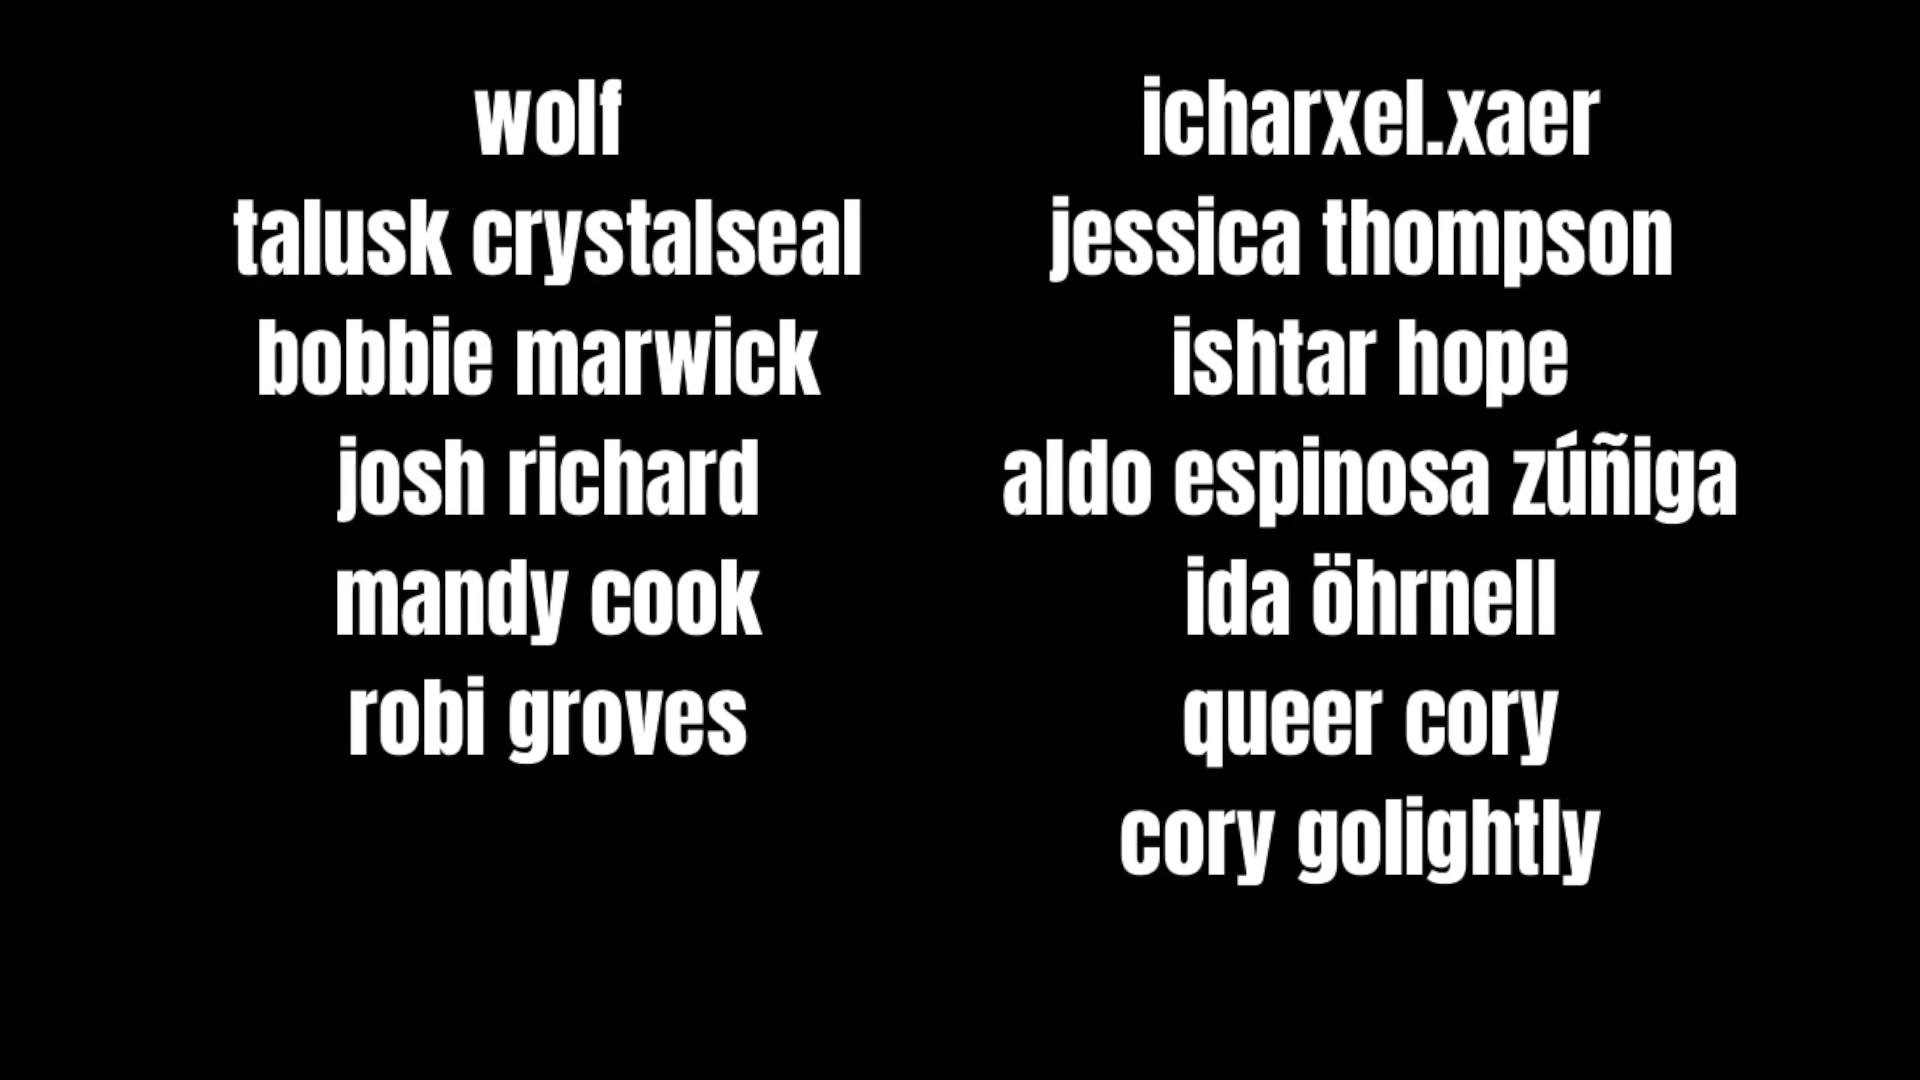 wolf
talusk crystalseal
bobbie marwick
josh richard
mandy cook
robi groves
icharxel.xaer
jessica thompson
ishtar hope
aldo espinosa zúñiga
ida öhrnell
queer cory
cory golightly